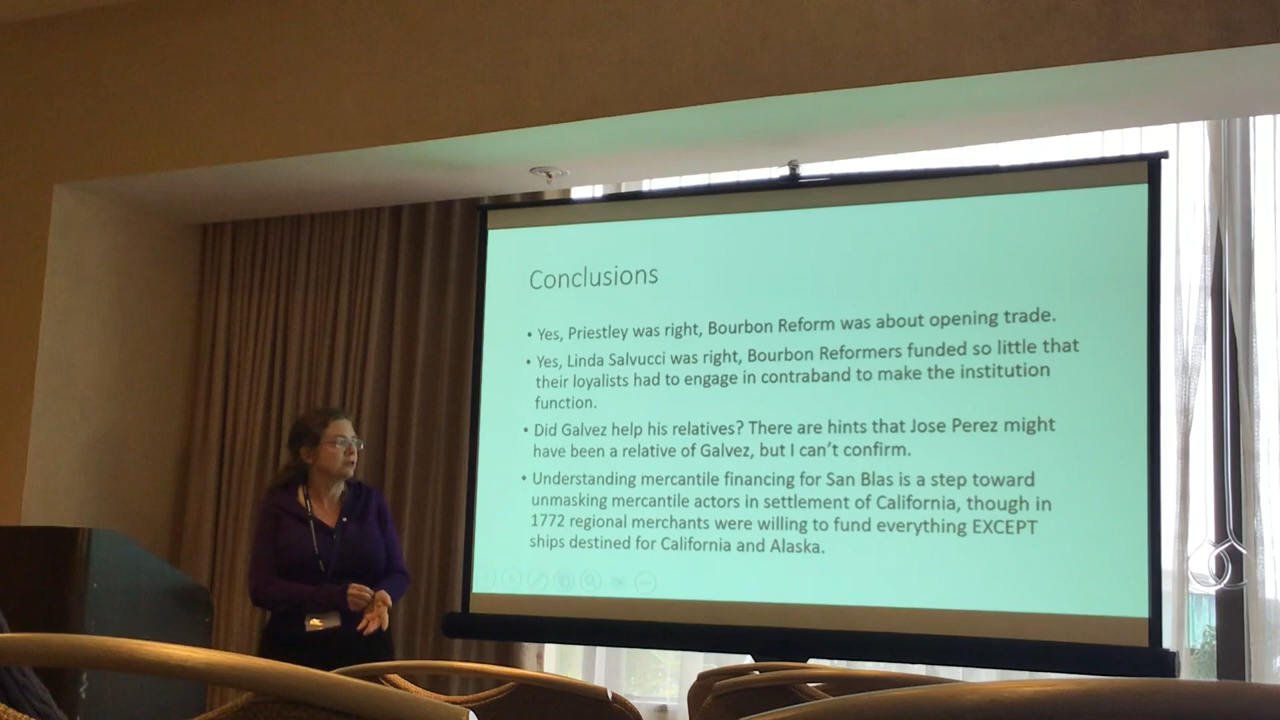 Conclusions
• Yes, Priestley was right, Bourbon Reform was about opening trade.
• Yes, Linda Salvucci was right, Bourbon Reformers funded so little that
their loyalists had to engage in contraband to make the institution
function.
• Did Galvez help his relatives? There are hints that Jose Perez might
have been a relative of Galvez, but I can't confirm.
• Understanding mercantile financing for San Blas is a step toward
unmasking mercantile actors in settlement of California, though in
1772 regional merchants were willing to fund everything EXCEPT
ships destined for California and Alaska.